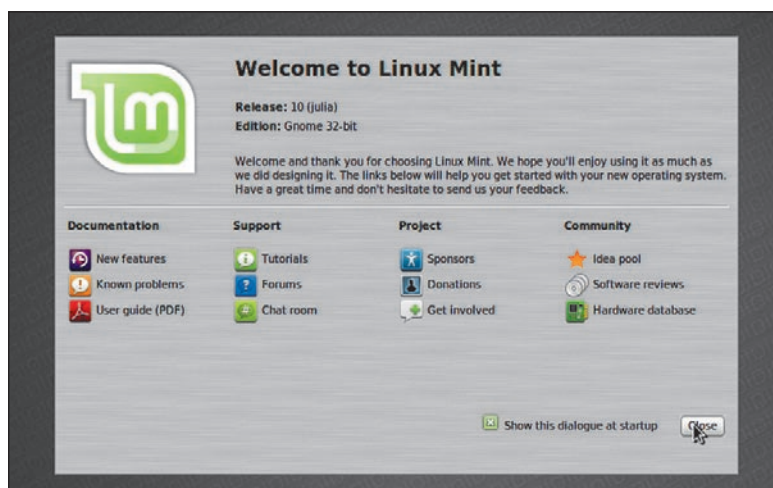 Welcome to Linux Mint
Release: 10 (julia)
Edition: Gnome 32-bit
Welcome and thank you for choosing Linux Mint. We hope you'll enjoy using it as much as
we did designing it. The links below will help you get started with your new operating system.
Have a great time and don't hesitate to send us your feedback.
Documentation Support Project Community
New features Tutorials Sponsors Idea pool
Known problems Forums Donations Software reviews
User guide (PDF) Chat room Get involved Hardware database
Show this dialogue at startup Close